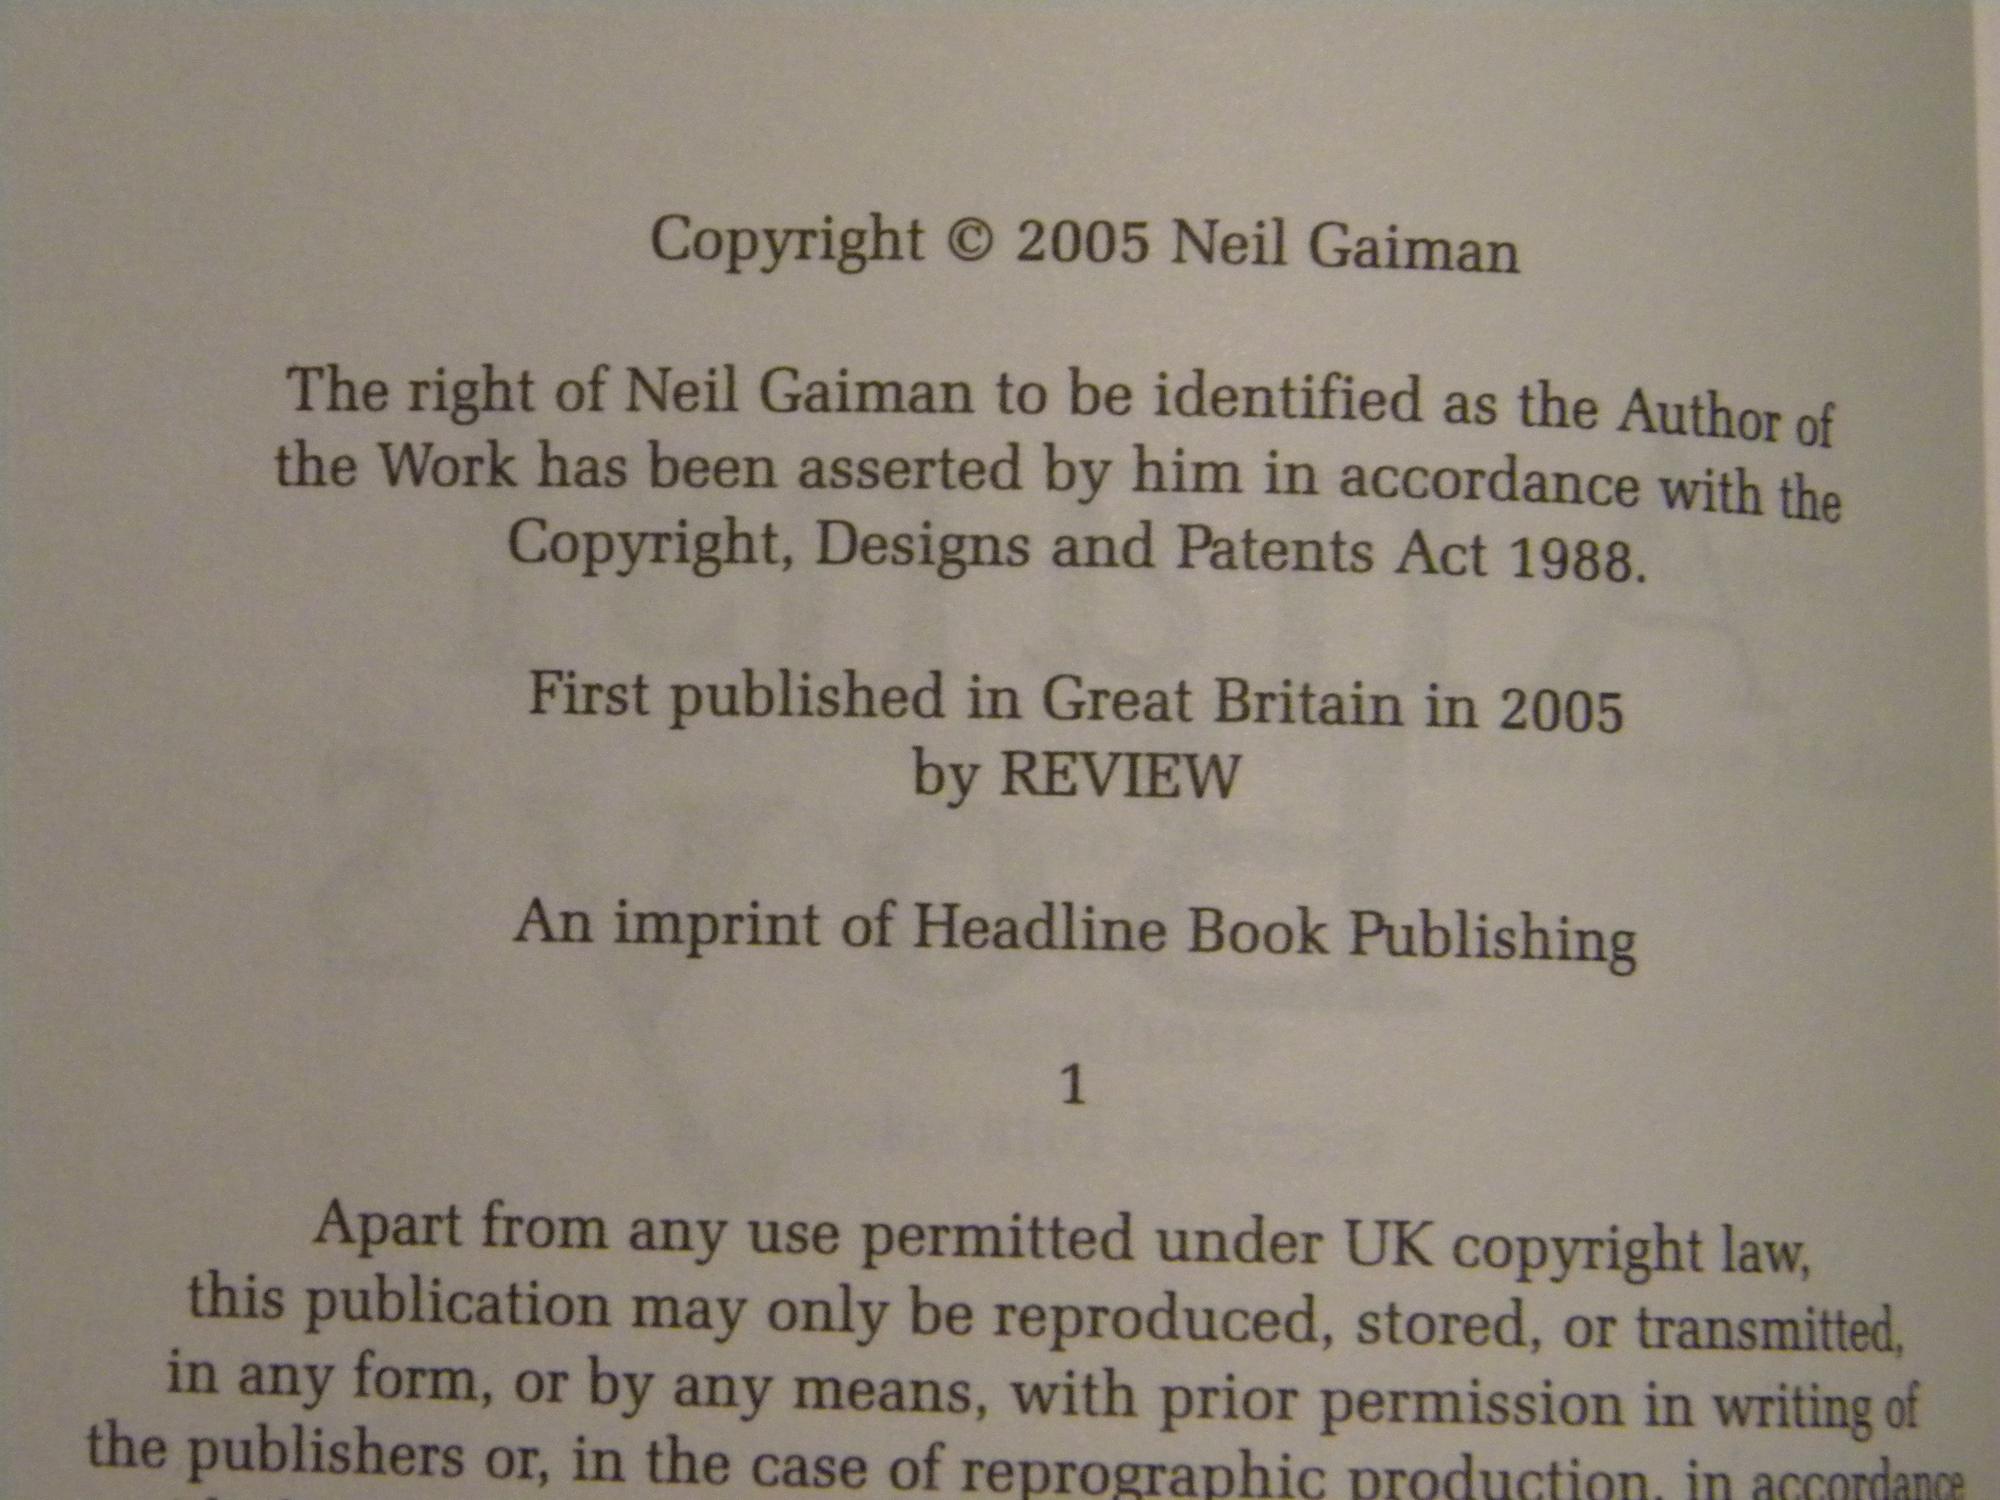 Copyright © 2005 Neil Gaiman
The right of Neil Gaiman to be identified as the Author of
the Work has been asserted by him in accordance with the
Copyright, Designs and Patents Act 1988.
First published in Great Britain in 2005
by REVIEW
An imprint of Headline Book Publishing
1
Apart from any use permitted under UK copyright law,
this publication may only be reproduced, stored, or transmitted,
in any form, or by any means, with prior permission in writing of
the publishers or, in the case of reprographic production, in accordance